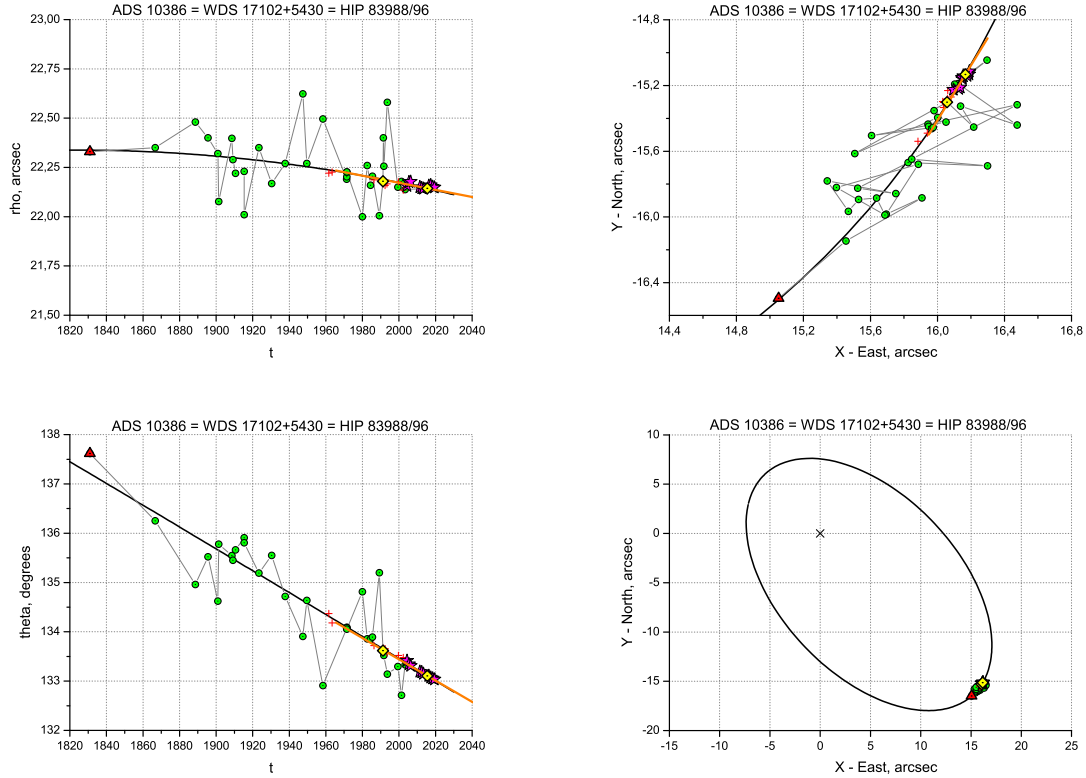 ADS 10386 = WDS 17102+5430 = HIP 83988/96
23,00
22,75
22,50
22,25
22,00
21,75
21,50
rho, arcsec
1820 1840 1860 1880 1900 1920 1940 1960 1980 2000 2020 2040
t
ADS 10386 = WDS 17102+5430 = HIP 83988/96
-14,8
-15,2
-15,6
-16,0
-16,4
Y - North, arcsec
14,4 14,8 15,2 15,6 16,0 16,4 16,8
X - East, arcsec
ADS 10386 = WDS 17102+5430 = HIP 83988/96
138
137
136
135
134
133
132
theta, degrees
1820 1840 1860 1880 1900 1920 1940 1960 1980 2000 2020 2040
t
ADS 10386 = WDS 17102+5430 = HIP 83988/96
10
5
0
-5
-10
-15
-20
Y - North, arcsec
-15 -10 -5 0 5 10 15 20 25
X - East, arcsec